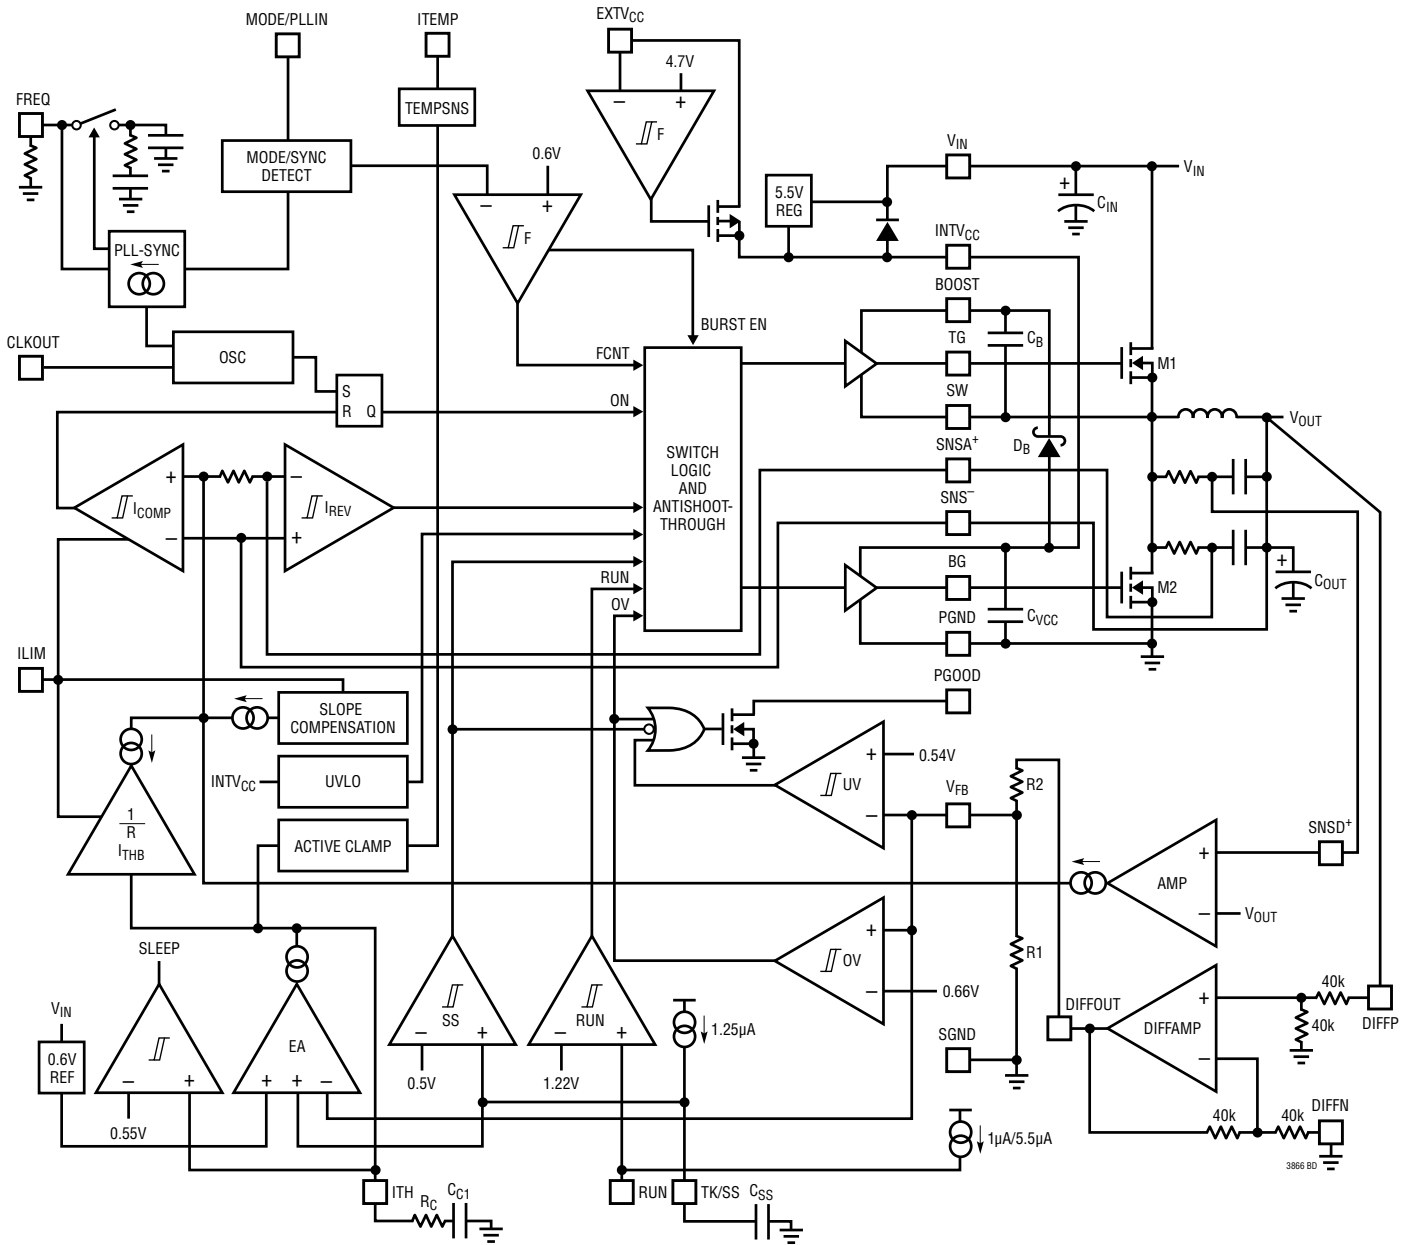 MODE/PLLIN
ITEMP
EXTVCC
4.7V
FREQ
TEMPSNS
– +
F
MODE/SYNC
DETECT
0.6V
– +
F
VIN
VIN
5.5V
REG
+
CIN
INTVCC
PLL-SYNC
BOOST
BURST EN
TG
CB
CLKOUT
OSC
FCNT
M1
S
R Q
ON
SW
VOUT
SWITCH
LOGIC
AND
ANTISHOOT-
THROUGH
SNSA+
DB
+
–
ICOMP
–
+
IREV
SNS–
RUN
OV
BG
M2
+
COUT
PGND
CVCC
ILIM
PGOOD
SLOPE
COMPENSATION
INTVCC
UVLO
+
–
UV
0.54V
VFB
R2
1
R
ITHB
ACTIVE CLAMP
SNSD+
+
–
AMP
VOUT
SLEEP
+
–
OV
0.66V
R1
VIN
0.6V
REF
– +
0.55V
EA
+ + –
SS
– +
0.5V
RUN
– +
1.22V
1.25µA
SGND
DIFFOUT
+
–
DIFFAMP
40k
40k
DIFFP
40k
40k
DIFFN
1µA/5.5µA
3866 BD
ITH
RC
CC1
RUN
TK/SS
CSS